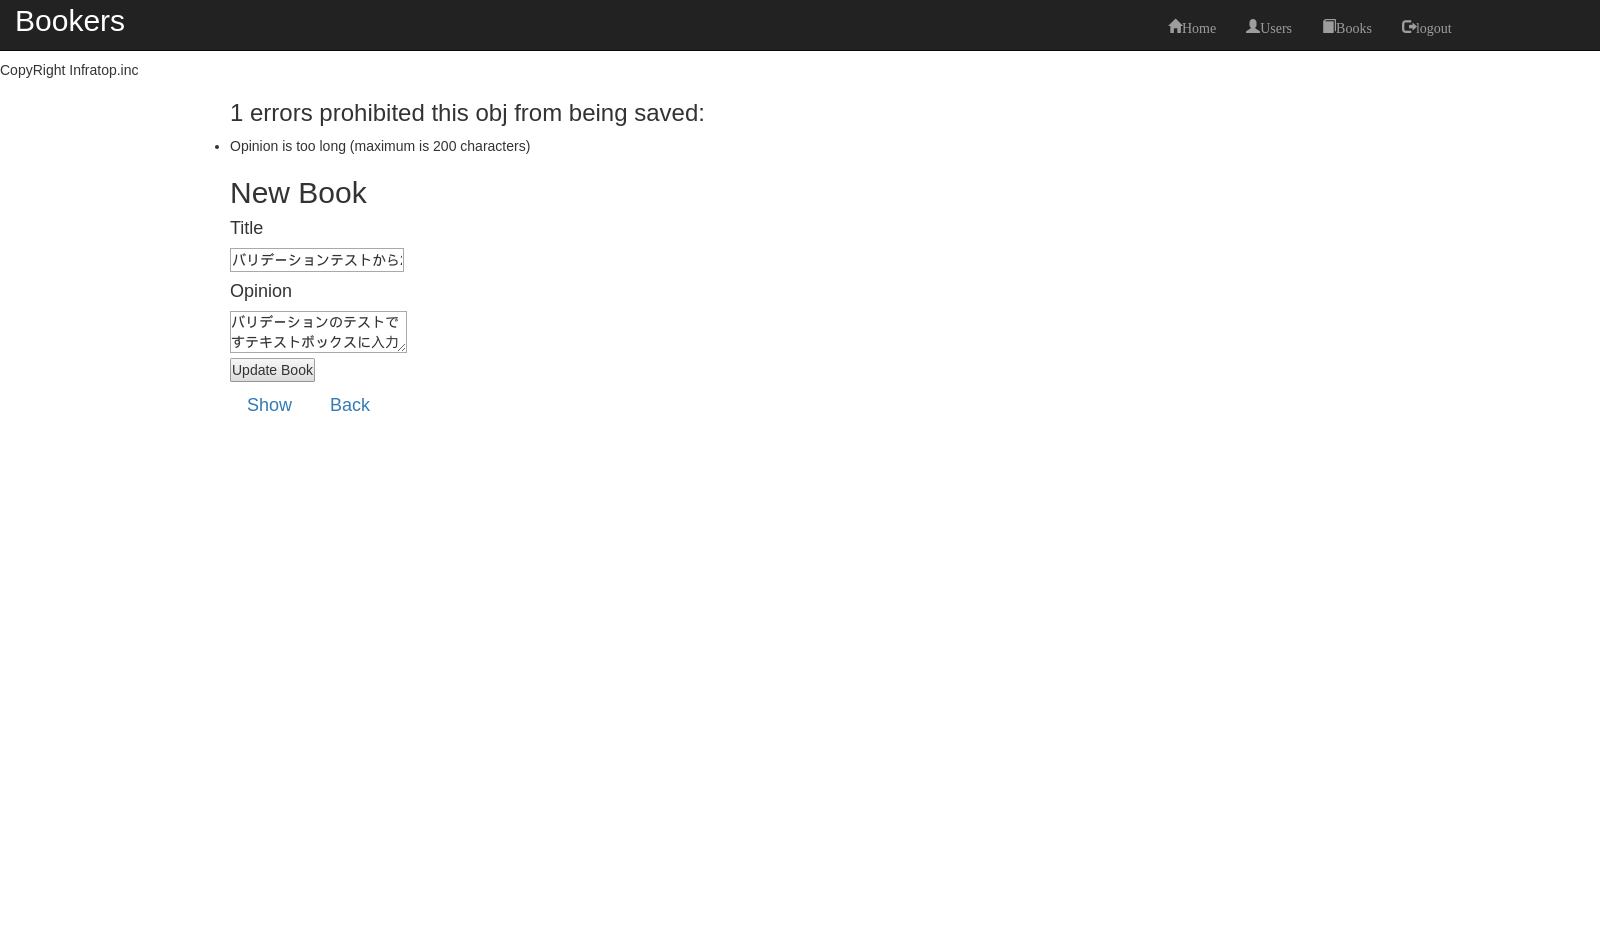 Bookers
Home Users Books logout
CopyRight Infratop.inc
1 errors prohibited this obj from being saved:
Opinion is too long (maximum is 200 characters)
New Book
Title
バリデーションテストから
Opinion
バリデーションのテストで
すテキストボックスに入力
Update Book
Show Back